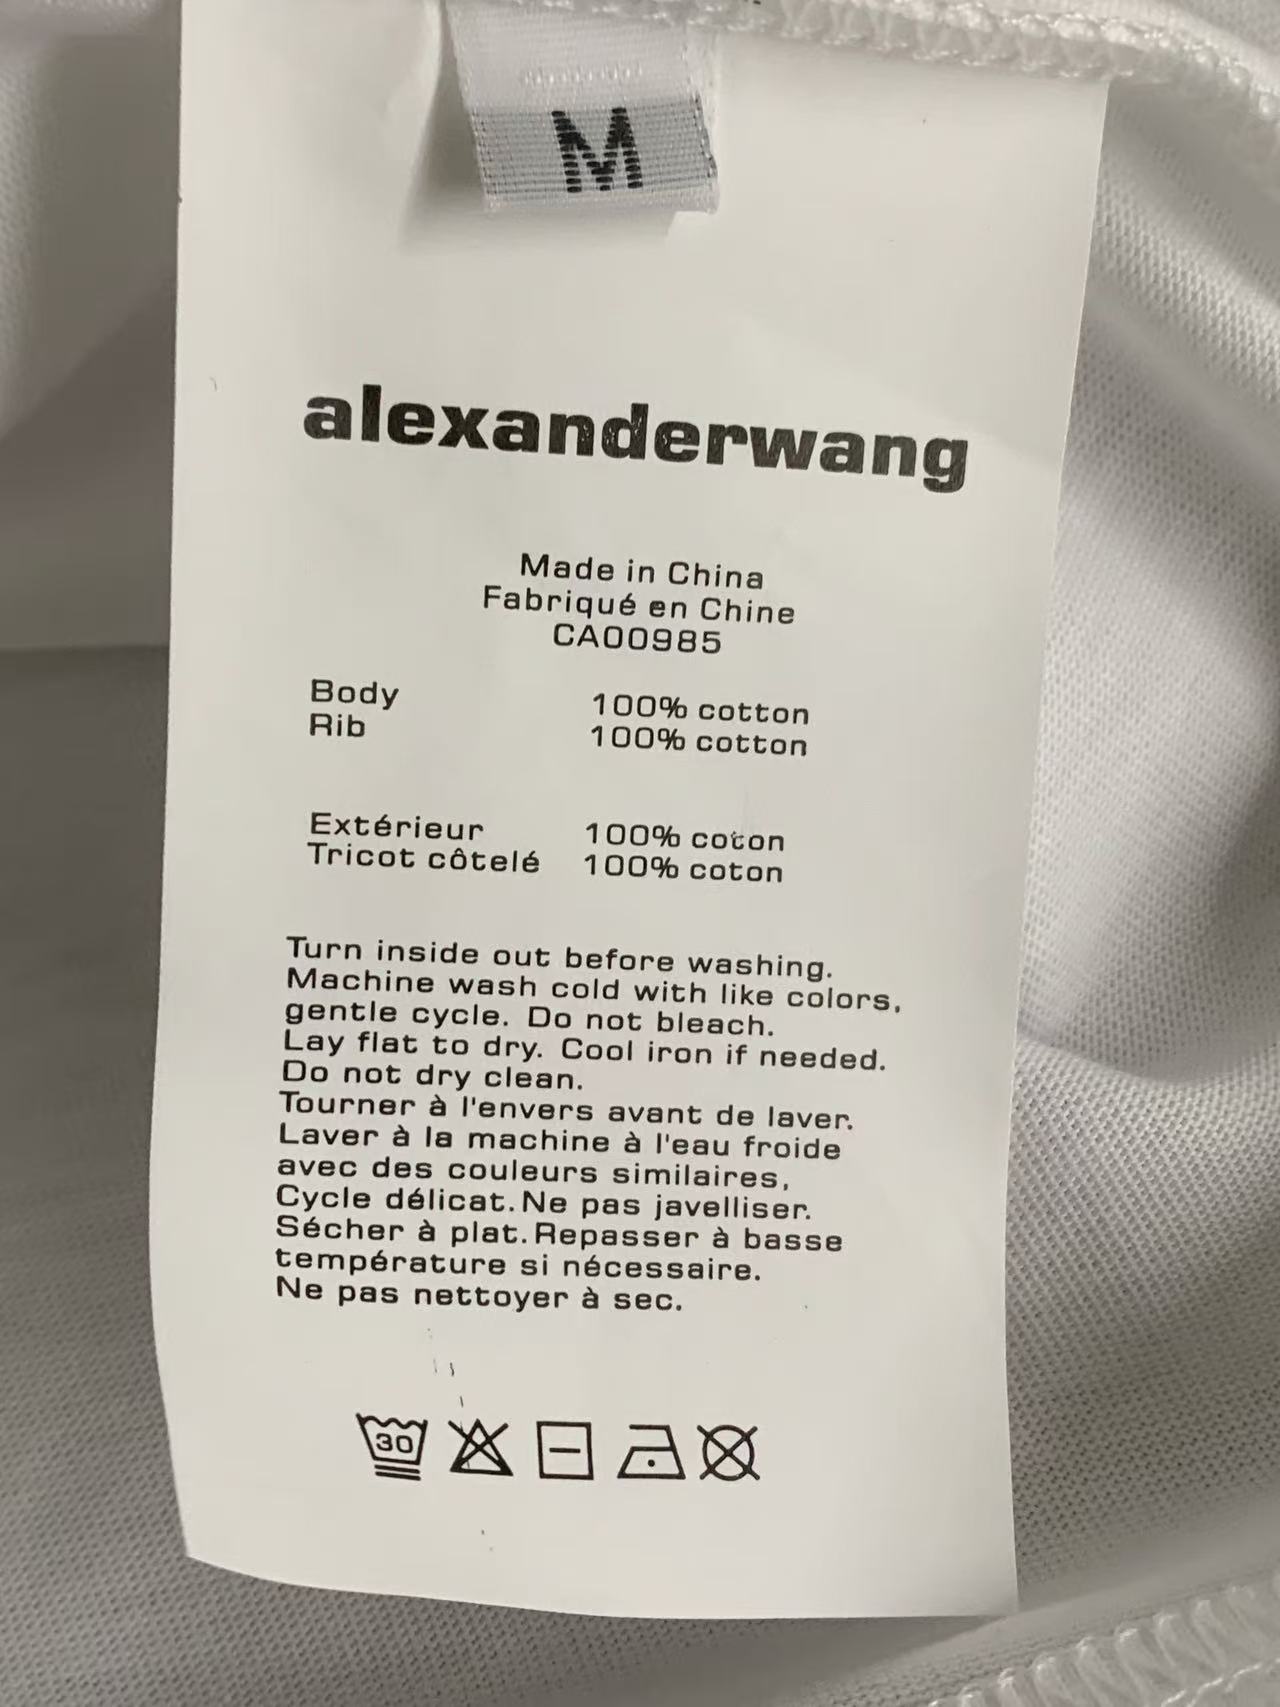 M
alexanderwang
Made in China
Fabriqué en Chine
CA00985
Body 100% cotton
Rib 100% cotton
Extérieur 100% coton
Tricot côtelé 100% coton
Turn inside out before washing.
Machine wash cold with like colors,
gentle cycle. Do not bleach.
Lay flat to dry. Cool iron if needed.
Do not dry clean.
Tourner à l'envers avant de laver.
Laver à la machine à l'eau froide
avec des couleurs similaires,
Cycle délicat. Ne pas javelliser.
Sécher à plat. Repasser à basse
température si nécessaire.
Ne pas nettoyer à sec.
30